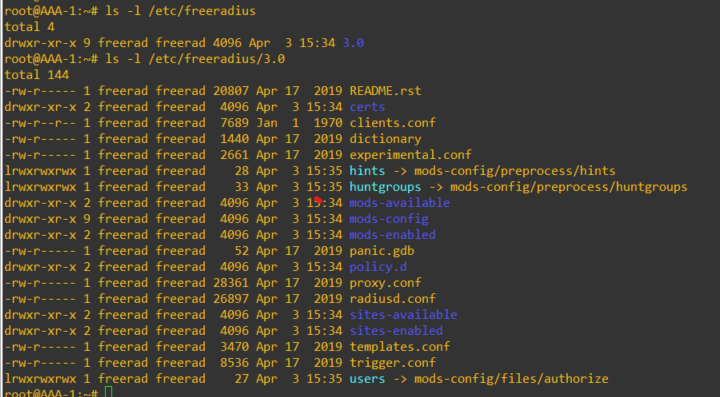 root@AAA-1:~# ls -l /etc/freeradius
total 4
drwxr-xr-x 9 freerad freerad 4096 Apr  3 15:34 3.0
root@AAA-1:~# ls -l /etc/freeradius/3.0
total 144
-rw-r----- 1 freerad freerad 20807 Apr 17  2019 README.rst
drwxr-xr-x 2 freerad freerad  4096 Apr  3 15:34 certs
-rw-r--r-- 1 freerad freerad  7689 Jan  1  1970 clients.conf
-rw-r----- 1 freerad freerad  1440 Apr 17  2019 dictionary
-rw-r----- 1 freerad freerad  2661 Apr 17  2019 experimental.conf
lrwxrwxrwx 1 freerad freerad    28 Apr  3 15:35 hints -> mods-config/preprocess/hints
lrwxrwxrwx 1 freerad freerad    33 Apr  3 15:35 huntgroups -> mods-config/preprocess/huntgroups
drwxr-xr-x 2 freerad freerad  4096 Apr  3 15:34 mods-available
drwxr-xr-x 9 freerad freerad  4096 Apr  3 15:34 mods-config
drwxr-xr-x 2 freerad freerad  4096 Apr  3 15:34 mods-enabled
-rw-r----- 1 freerad freerad    52 Apr 17  2019 panic.gdb
drwxr-xr-x 2 freerad freerad  4096 Apr  3 15:34 policy.d
-rw-r----- 1 freerad freerad 28361 Apr 17  2019 proxy.conf
-rw-r----- 1 freerad freerad 26897 Apr 17  2019 radiusd.conf
drwxr-xr-x 2 freerad freerad  4096 Apr  3 15:34 sites-available
drwxr-xr-x 2 freerad freerad  4096 Apr  3 15:34 sites-enabled
-rw-r----- 1 freerad freerad  3470 Apr 17  2019 templates.conf
-rw-r----- 1 freerad freerad  8536 Apr 17  2019 trigger.conf
lrwxrwxrwx 1 freerad freerad    27 Apr  3 15:35 users -> mods-config/files/authorize
root@AAA-1:~#